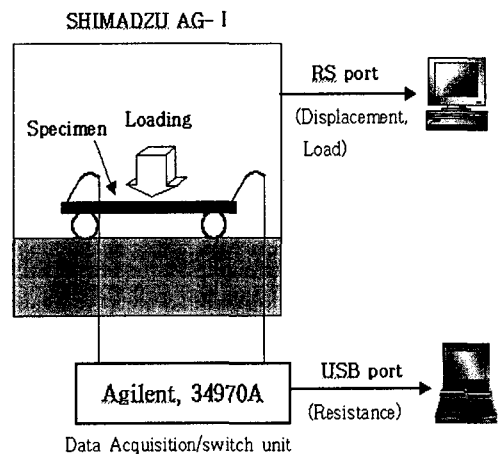 SHIMADZU AG-I
RS port
(Displacement,
Load)
Specimen
Loading
Agilent, 34970A
USB port
(Resistance)
Data Acquisition/switch unit